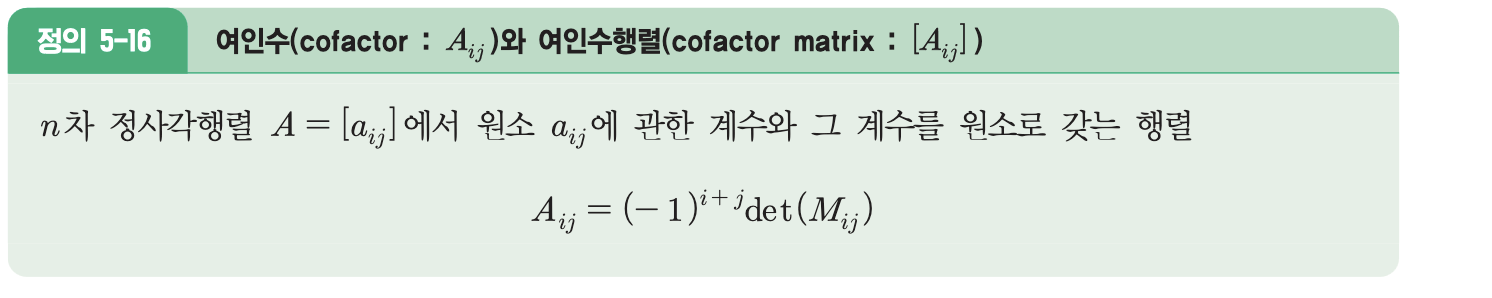 정의 5-16 여인수(cofactor : A_{ij})와 여인수행렬(cofactor matrix : [A_{ij}])
n차 정사각행렬 A = [a_{ij}]에서 원소 a_{ij}에 관한 계수와 그 계수를 원소로 갖는 행렬
A_{ij} = (-1)^{i+j}det(M_{ij})